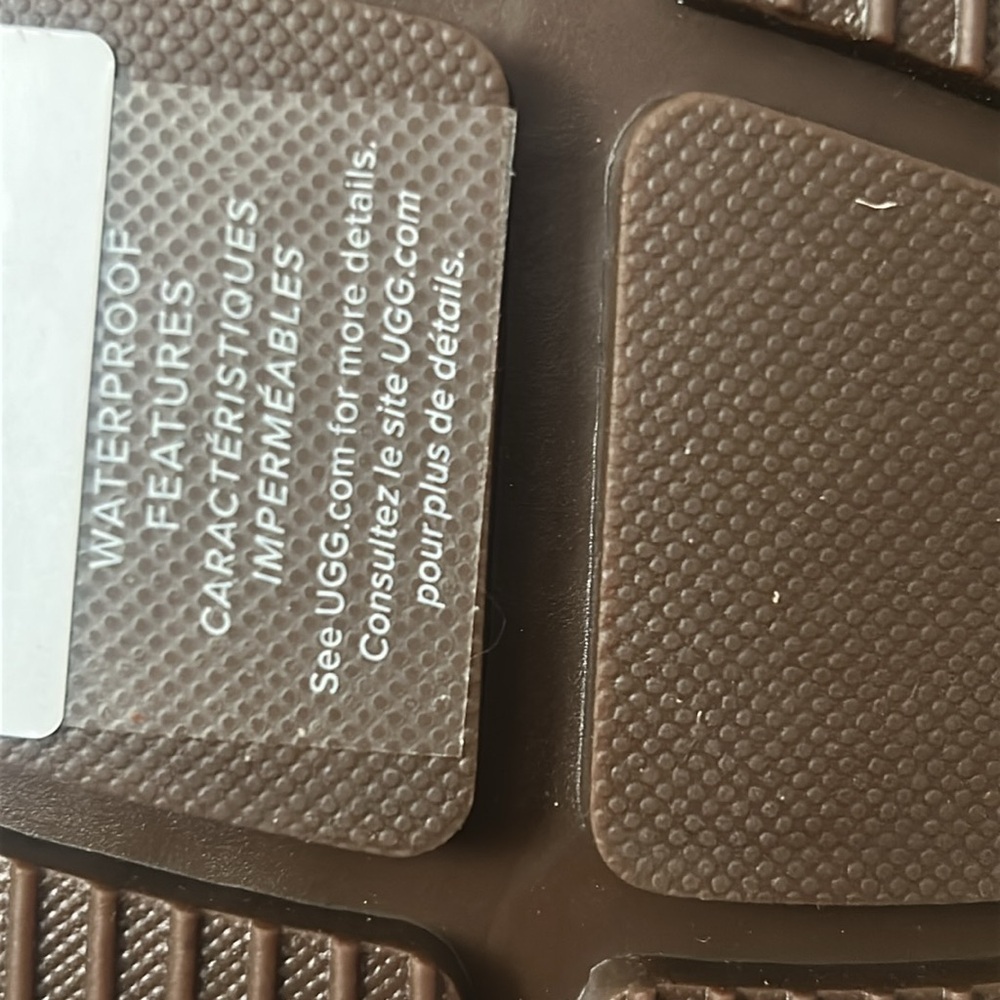 WATERPROOF
FEATURES
CARACTÉRISTIQUES
IMPERMÉABLES
See UGG.com for more details.
Consultez le site UGG.com
pour plus de détails.